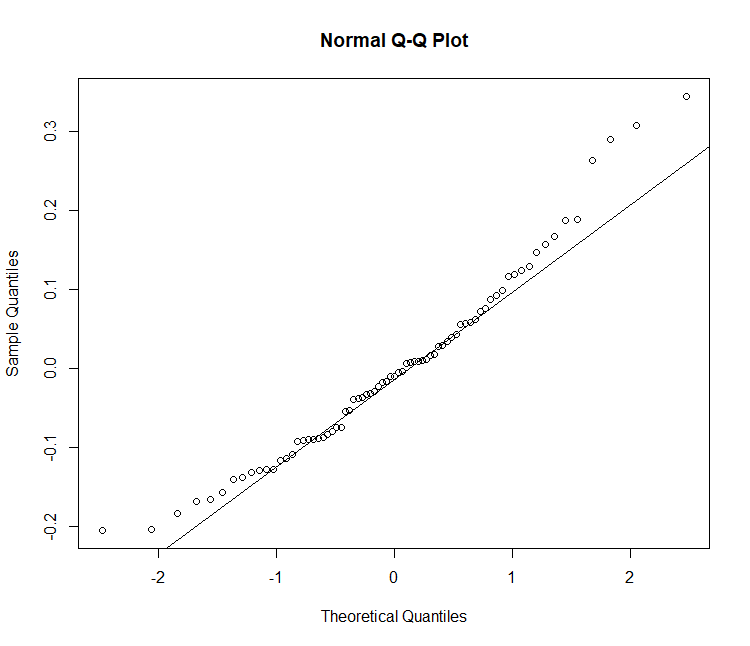 Normal Q-Q Plot
Sample Quantiles
0.3
0.2
0.1
0.0
-0.1
-0.2
-2 -1 0 1 2
Theoretical Quantiles